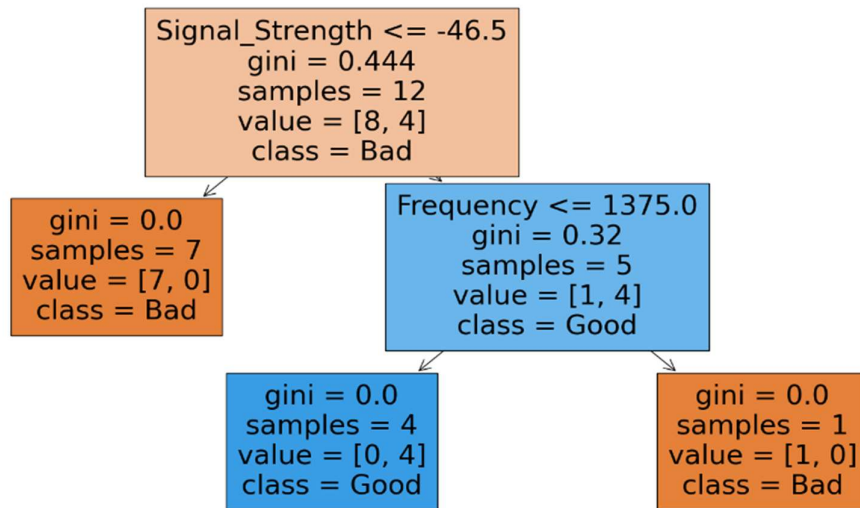 Signal_Strength <= -46.5
gini = 0.444
samples = 12
value = [8, 4]
class = Bad
gini = 0.0
samples = 7
value = [7, 0]
class = Bad
Frequency <= 1375.0
gini = 0.32
samples = 5
value = [1, 4]
class = Good
gini = 0.0
samples = 4
value = [0, 4]
class = Good
gini = 0.0
samples = 1
value = [1, 0]
class = Bad